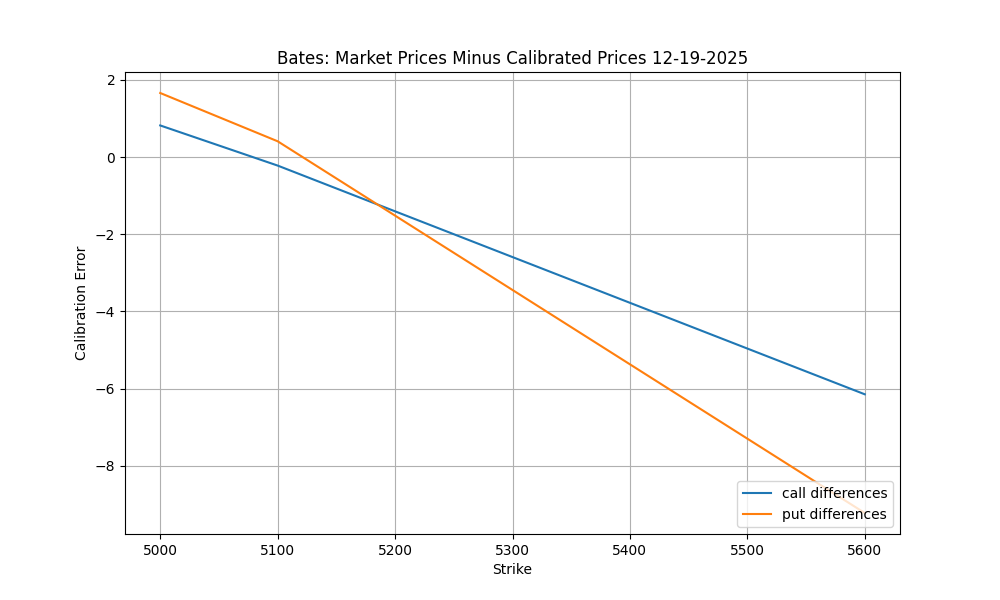 Bates: Market Prices Minus Calibrated Prices 12-19-2025
2
0
−2
−4
−6
−8
Calibration Error
call differences
put differences
5000 5100 5200 5300 5400 5500 5600
Strike